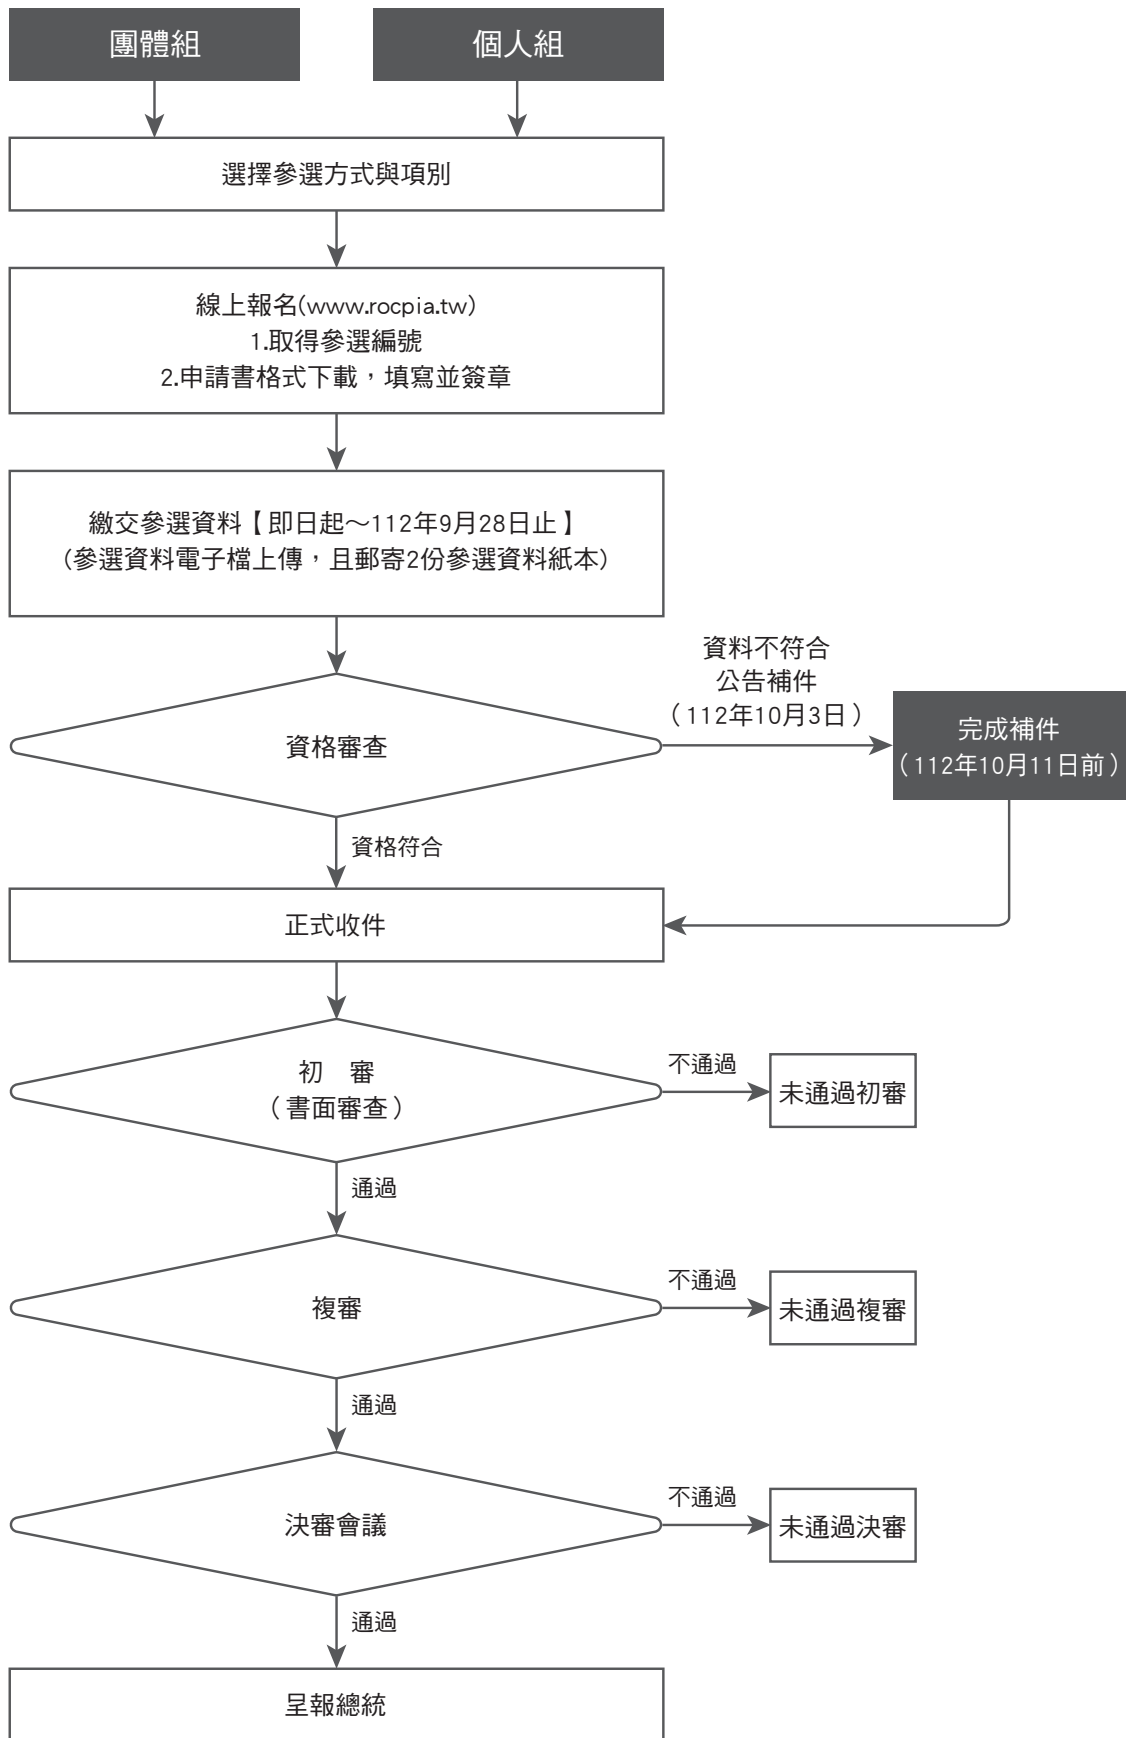 團體組
個人組
選擇參選方式與項別
線上報名(www.rocpia.tw)
1.取得參選編號
2.申請書格式下載，填寫並簽章
繳交參選資料【即日起～112年9月28日止】
(參選資料電子檔上傳，且郵寄2份參選資料紙本)
資料不符合
公告補件
（112年10月3日）
資格審查
完成補件
（112年10月11日前）
資格符合
正式收件
初　審
（書面審查）
不通過
未通過初審
通過
複審
不通過
未通過複審
通過
決審會議
不通過
未通過決審
通過
呈報總統